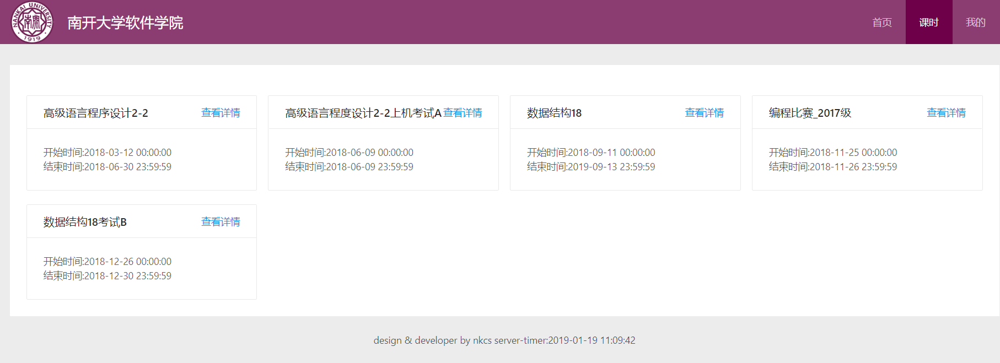 NANKAI UNIVERSITY
1919
南开大学软件学院
首页
课时
我的
高级语言程序设计2-2
查看详情
开始时间:2018-03-12 00:00:00
结束时间:2018-06-30 23:59:59
高级语言程度设计2-2上机考试A
查看详情
开始时间:2018-06-09 00:00:00
结束时间:2018-06-09 23:59:59
数据结构18
查看详情
开始时间:2018-09-11 00:00:00
结束时间:2019-09-13 23:59:59
编程比赛_2017级
查看详情
开始时间:2018-11-25 00:00:00
结束时间:2018-11-26 23:59:59
数据结构18考试B
查看详情
开始时间:2018-12-26 00:00:00
结束时间:2018-12-30 23:59:59
design & developer by nkcs server-timer:2019-01-19 11:09:42